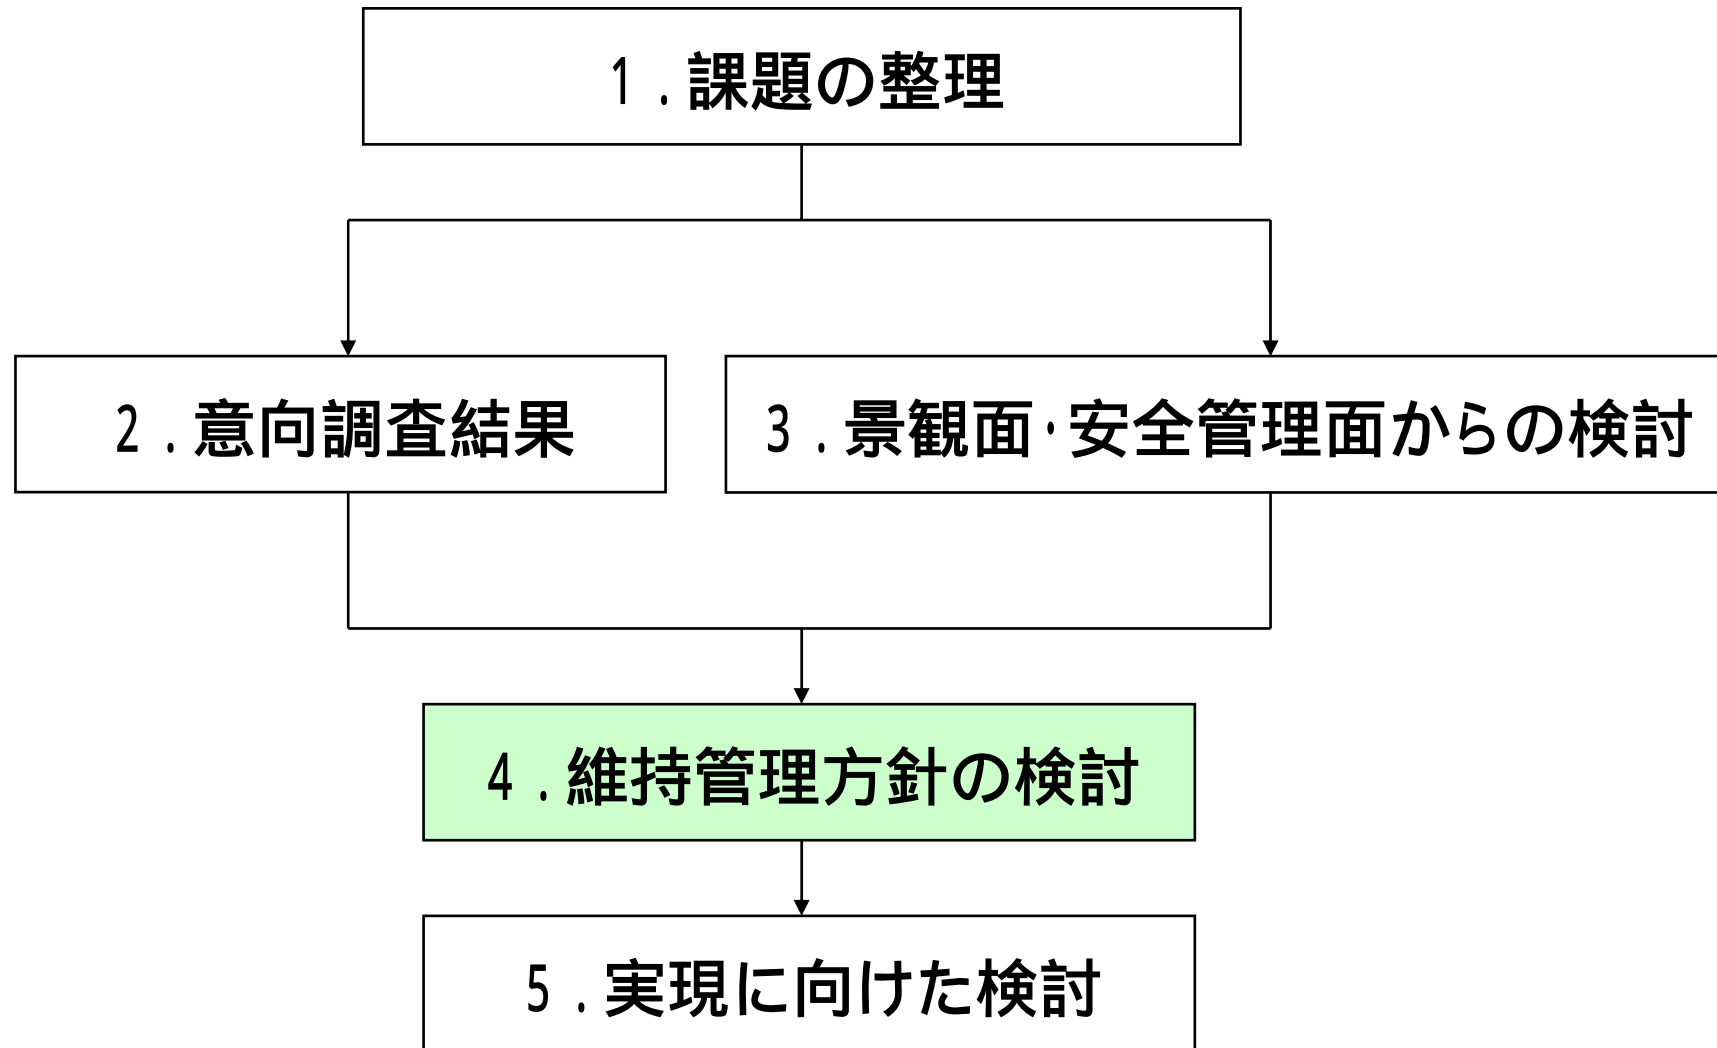 1．課題の整理
2．意向調査結果
3．景観面・安全管理面からの検討
4．維持管理方針の検討
5．実現に向けた検討